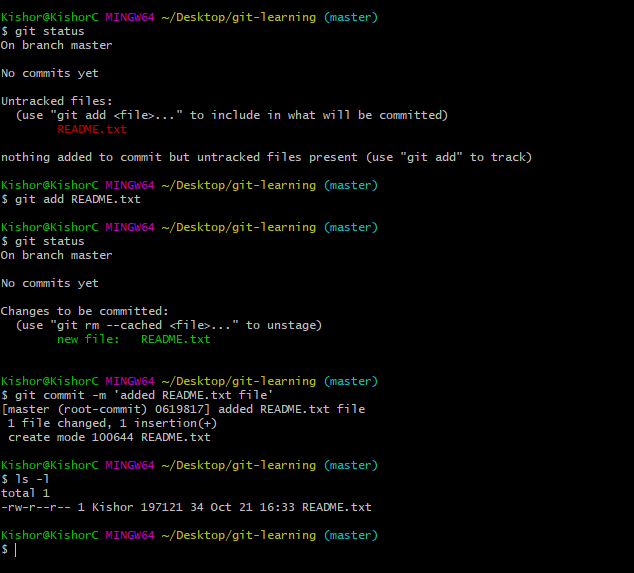 Kishor@KishorC MINGW64 ~/Desktop/git-learning (master)
$ git status
On branch master
No commits yet
Untracked files:
  (use "git add <file>..." to include in what will be committed)
        README.txt
nothing added to commit but untracked files present (use "git add" to track)
Kishor@KishorC MINGW64 ~/Desktop/git-learning (master)
$ git add README.txt
Kishor@KishorC MINGW64 ~/Desktop/git-learning (master)
$ git status
On branch master
No commits yet
Changes to be committed:
  (use "git rm --cached <file>..." to unstage)
        new file:   README.txt
Kishor@KishorC MINGW64 ~/Desktop/git-learning (master)
$ git commit -m 'added README.txt file'
[master (root-commit) 0619817] added README.txt file
 1 file changed, 1 insertion(+)
 create mode 100644 README.txt
Kishor@KishorC MINGW64 ~/Desktop/git-learning (master)
$ ls -l
total 1
-rw-r--r-- 1 Kishor 197121 34 Oct 21 16:33 README.txt
Kishor@KishorC MINGW64 ~/Desktop/git-learning (master)
$